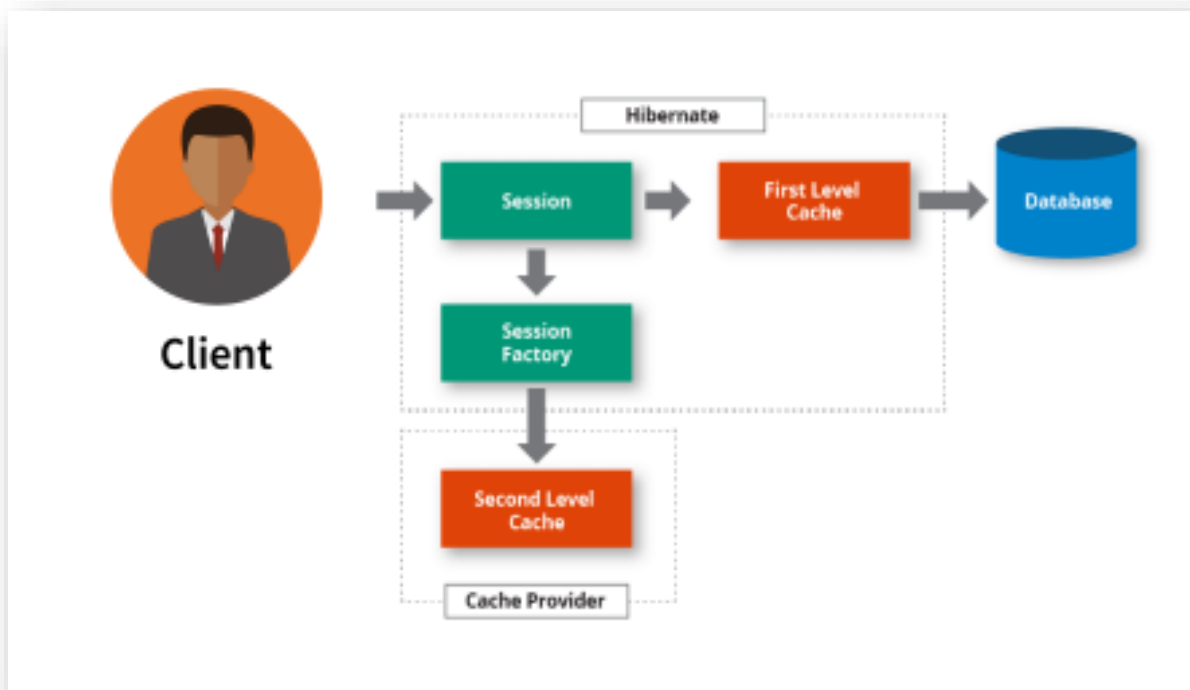 Hibernate
Session
First Level
Cache
Database
Client
Session
Factory
Second Level
Cache
Cache Provider